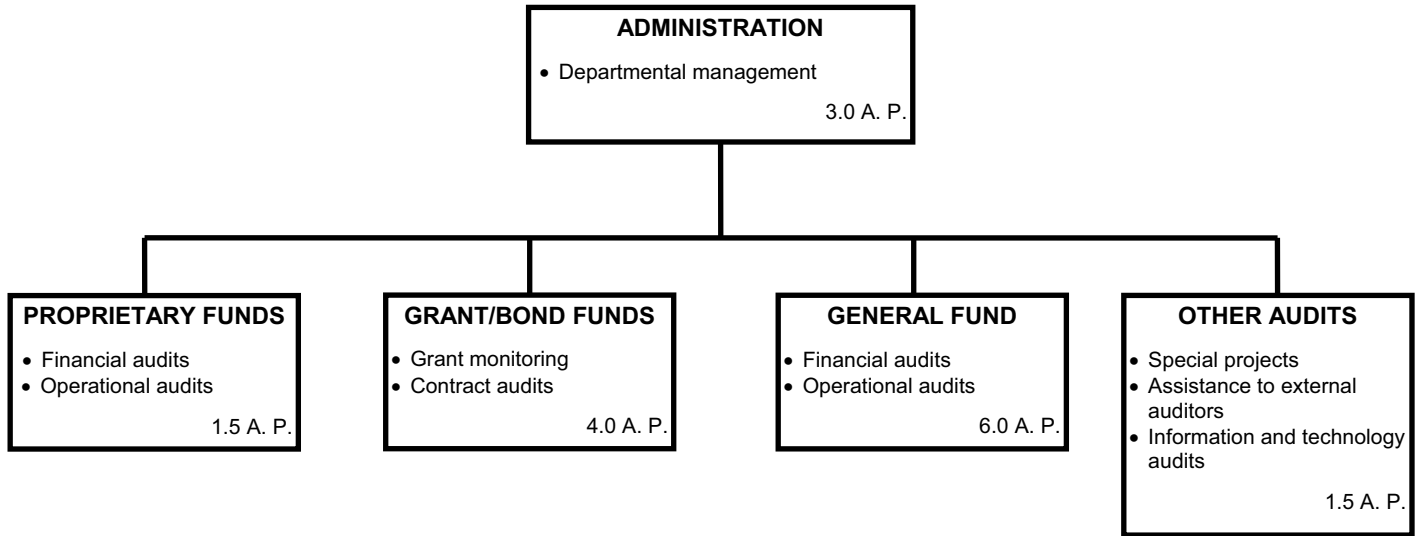 ADMINISTRATION
• Departmental management
3.0 A. P.
PROPRIETARY FUNDS
• Financial audits
• Operational audits
1.5 A. P.
GRANT/BOND FUNDS
• Grant monitoring
• Contract audits
4.0 A. P.
GENERAL FUND
• Financial audits
• Operational audits
6.0 A. P.
OTHER AUDITS
• Special projects
• Assistance to external
auditors
• Information and technology
audits
1.5 A. P.